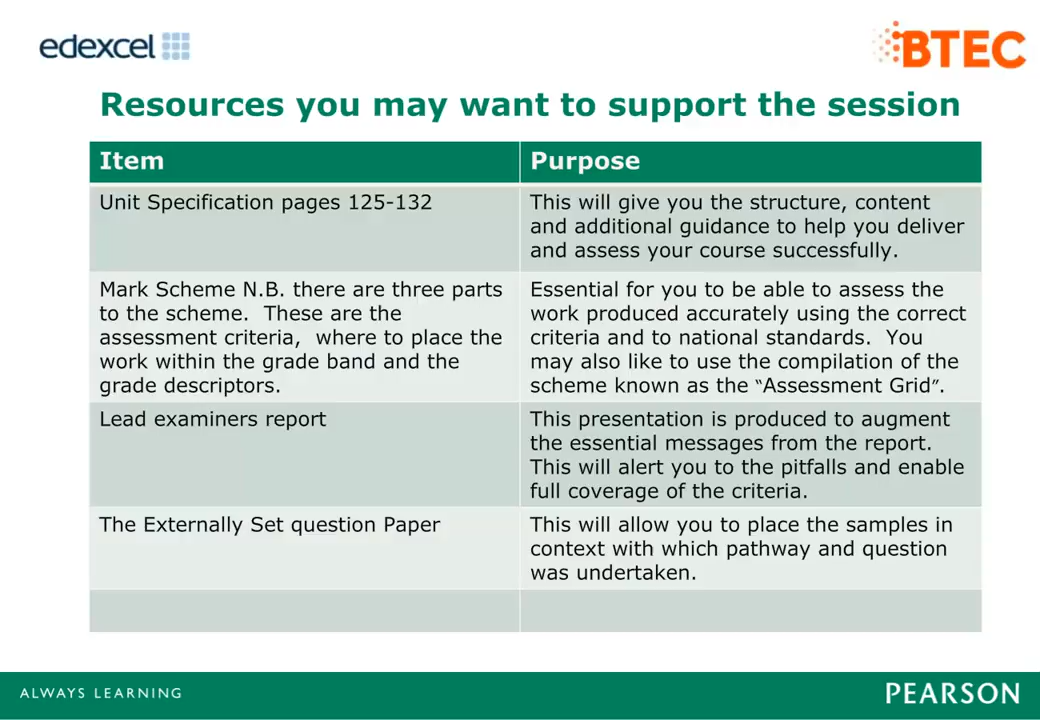 edexcel
BTEC
Resources you may want to support the session
Item
Purpose
Unit Specification pages 125-132
This will give you the structure, content
and additional guidance to help you deliver
and assess your course successfully.
Mark Scheme N.B. there are three parts
to the scheme.  These are the
assessment criteria,  where to place the
work within the grade band and the
grade descriptors.
Essential for you to be able to assess the
work produced accurately using the correct
criteria and to national standards.  You
may also like to use the compilation of the
scheme known as the “Assessment Grid”.
Lead examiners report
This presentation is produced to augment
the essential messages from the report.
This will alert you to the pitfalls and enable
full coverage of the criteria.
The Externally Set question Paper
This will allow you to place the samples in
context with which pathway and question
was undertaken.
ALWAYS LEARNING
PEARSON